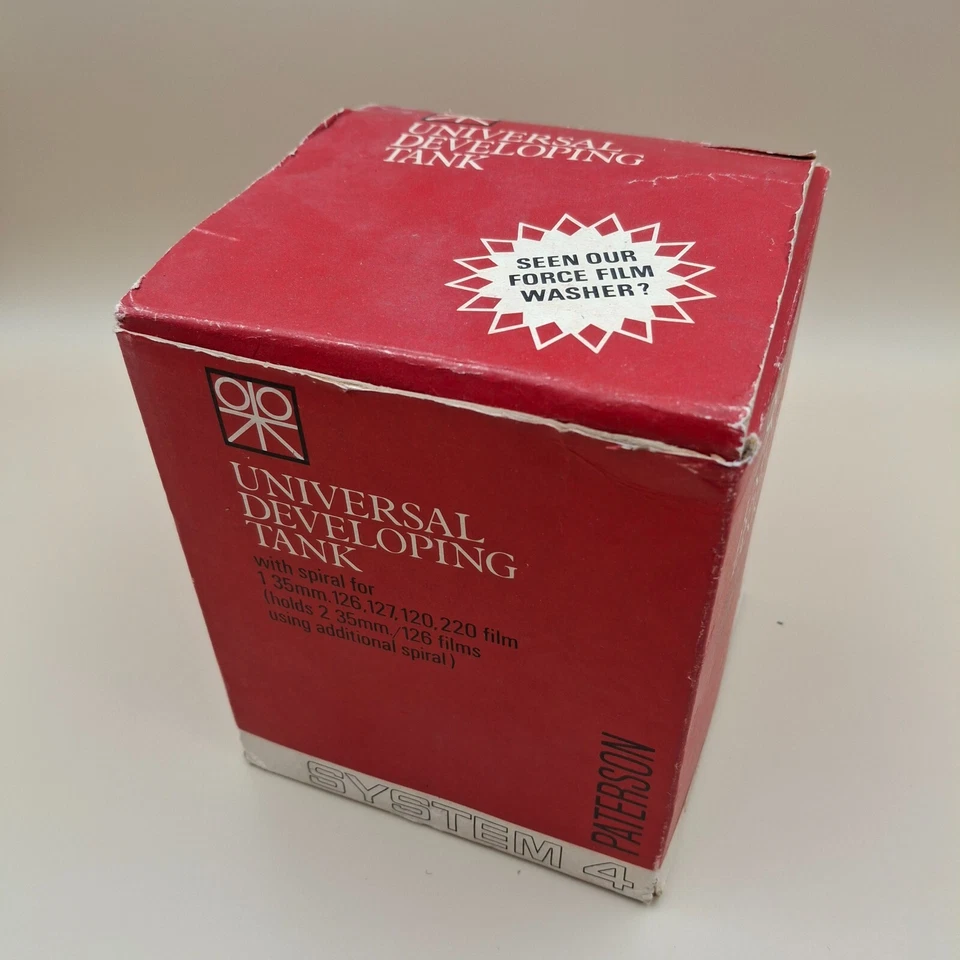 UNIVERSAL
DEVELOPING
TANK
SEEN OUR
FORCE FILM
WASHER?
UNIVERSAL
DEVELOPING
TANK
with spiral for
1 35mm.126,127,120,220 film
(holds 2 35mm./126 films
using additional spiral)
PATERSON
SYSTEM 4